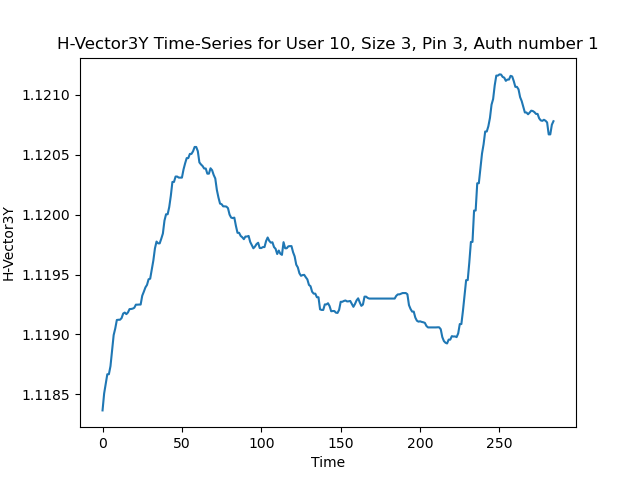 H-Vector3Y Time-Series for User 10, Size 3, Pin 3, Auth number 1
1.1210
1.1205
1.1200
1.1195
1.1190
1.1185
H-Vector3Y
0 50 100 150 200 250
Time